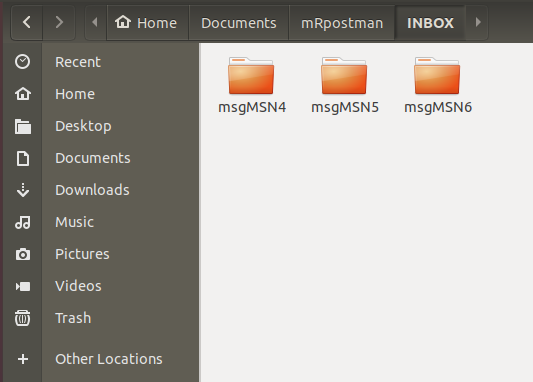 Home Documents mRpostman INBOX
Recent
Home
Desktop
Documents
Downloads
Music
Pictures
Videos
Trash
Other Locations
msgMSN4 msgMSN5 msgMSN6